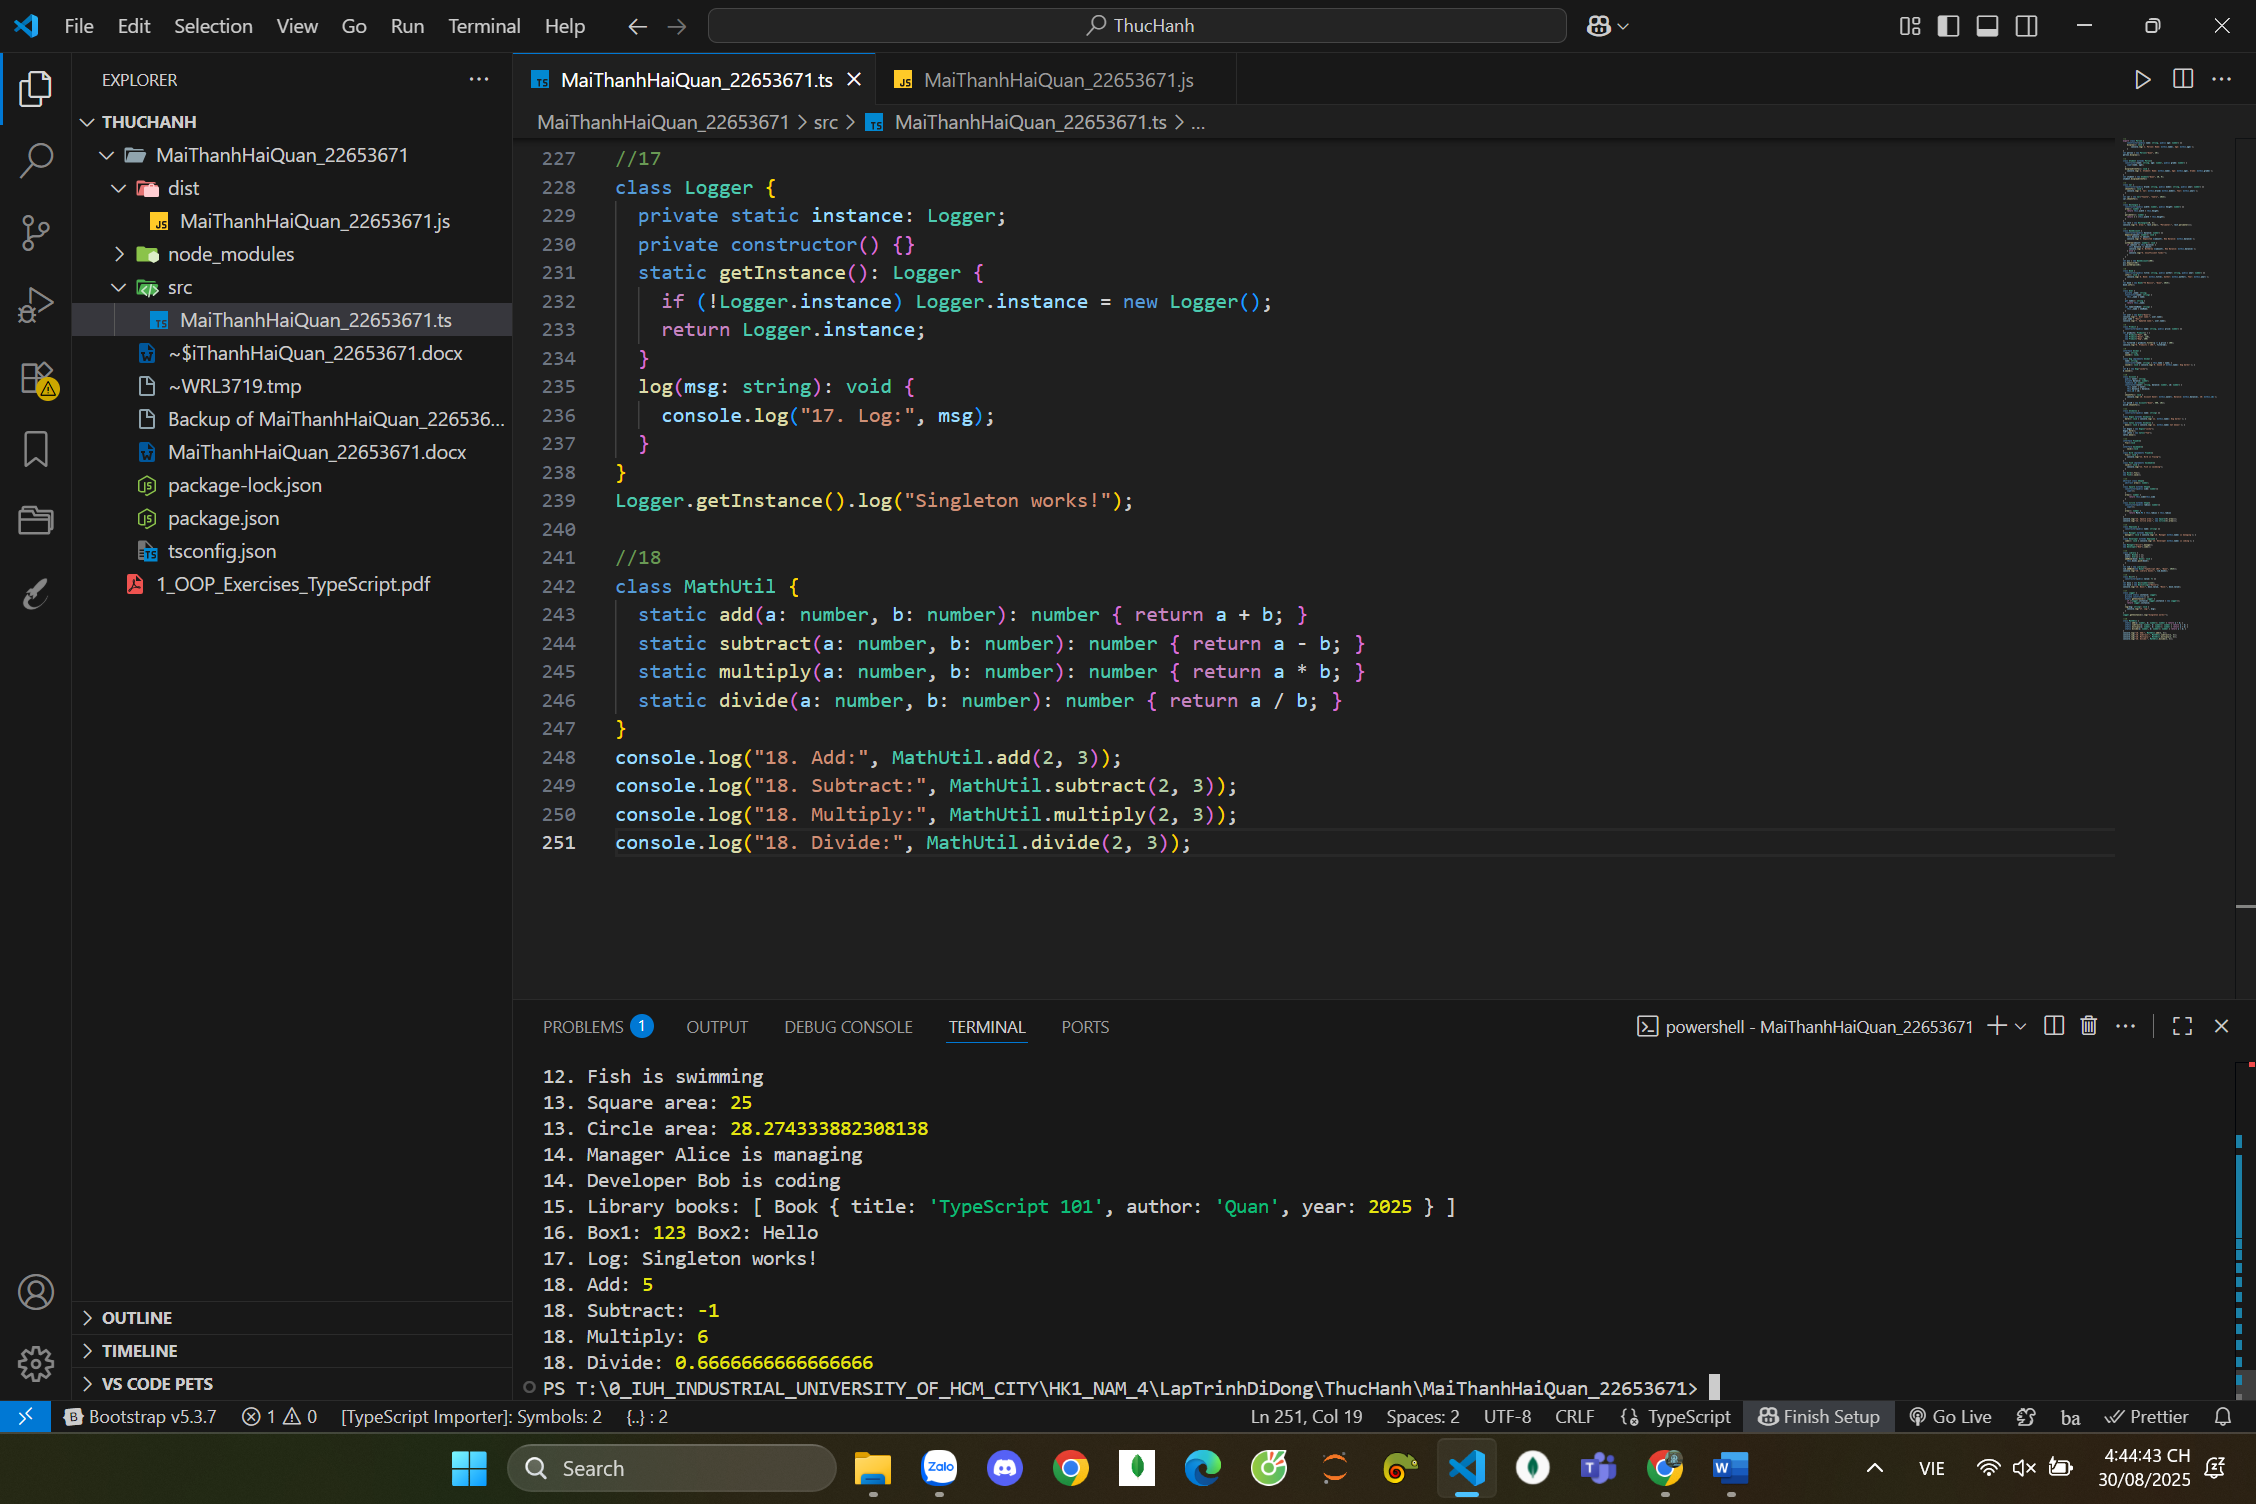 File Edit Selection View Go Run Terminal Help
ThucHanh
EXPLORER
THUCHANH
MaiThanhHaiQuan_22653671
dist
JS MaiThanhHaiQuan_22653671.js
node_modules
src
TS MaiThanhHaiQuan_22653671.ts
~$iThanhHaiQuan_22653671.docx
~WRL3719.tmp
Backup of MaiThanhHaiQuan_226536...
MaiThanhHaiQuan_22653671.docx
package-lock.json
package.json
tsconfig.json
1_OOP_Exercises_TypeScript.pdf
OUTLINE
TIMELINE
VS CODE PETS
TS MaiThanhHaiQuan_22653671.ts
JS MaiThanhHaiQuan_22653671.js
MaiThanhHaiQuan_22653671 > src > TS MaiThanhHaiQuan_22653671.ts > ...
227 //17
228 class Logger {
229 private static instance: Logger;
230 private constructor() {}
231 static getInstance(): Logger {
232 if (!Logger.instance) Logger.instance = new Logger();
233 return Logger.instance;
234 }
235 log(msg: string): void {
236 console.log("17. Log:", msg);
237 }
238 }
239 Logger.getInstance().log("Singleton works!");
240
241 //18
242 class MathUtil {
243 static add(a: number, b: number): number { return a + b; }
244 static subtract(a: number, b: number): number { return a - b; }
245 static multiply(a: number, b: number): number { return a * b; }
246 static divide(a: number, b: number): number { return a / b; }
247 }
248 console.log("18. Add:", MathUtil.add(2, 3));
249 console.log("18. Subtract:", MathUtil.subtract(2, 3));
250 console.log("18. Multiply:", MathUtil.multiply(2, 3));
251 console.log("18. Divide:", MathUtil.divide(2, 3));
PROBLEMS 1 OUTPUT DEBUG CONSOLE TERMINAL PORTS
powershell - MaiThanhHaiQuan_22653671
12. Fish is swimming
13. Square area: 25
13. Circle area: 28.274333882308138
14. Manager Alice is managing
14. Developer Bob is coding
15. Library books: [ Book { title: 'TypeScript 101', author: 'Quan', year: 2025 } ]
16. Box1: 123 Box2: Hello
17. Log: Singleton works!
18. Add: 5
18. Subtract: -1
18. Multiply: 6
18. Divide: 0.6666666666666666
PS T:\0_IUH_INDUSTRIAL_UNIVERSITY_OF_HCM_CITY\HK1_NAM_4\LapTrinhDiDong\ThucHanh\MaiThanhHaiQuan_22653671>
B Bootstrap v5.3.7 1 0 [TypeScript Importer]: Symbols: 2 {..} : 2
Ln 251, Col 19 Spaces: 2 UTF-8 CRLF TypeScript Finish Setup Go Live ba Prettier
Search
Zalo
VIE
4:44:43 CH
30/08/2025